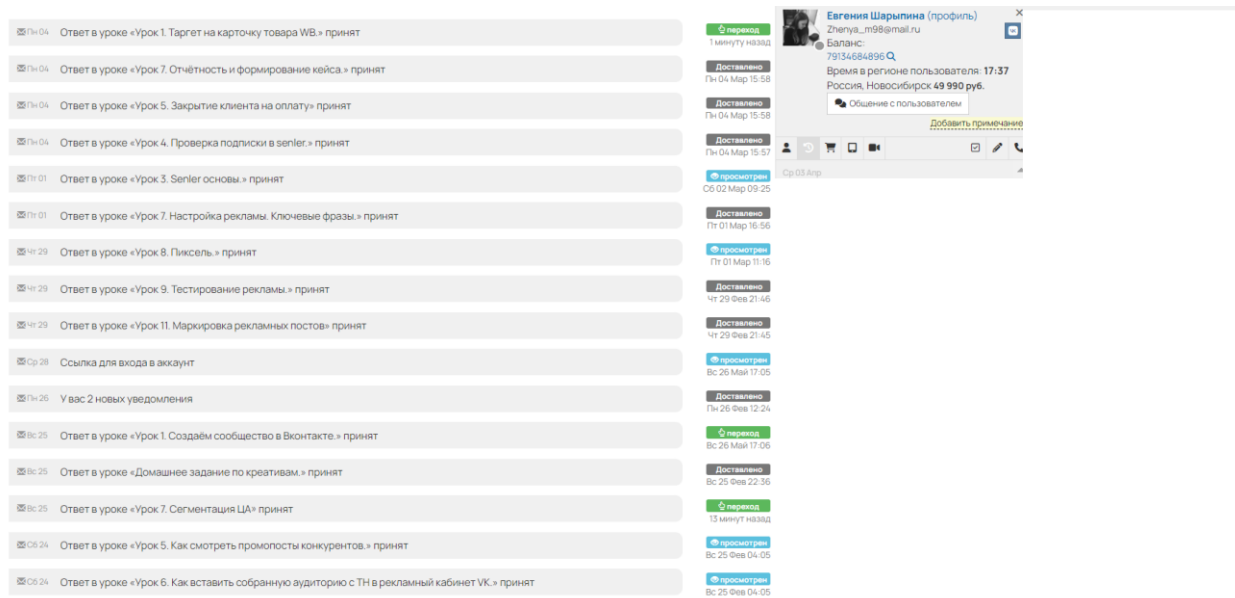 Пн 04 Ответ в уроке «Урок 1. Таргет на карточку товара WB.» принят переход
1 минуту назад
Пн 04 Ответ в уроке «Урок 7. Отчётность и формирование кейса.» принят Доставлено
Пн 04 Мар 15:58
Пн 04 Ответ в уроке «Урок 5. Закрытие клиента на оплату» принят Доставлено
Пн 04 Мар 15:58
Пн 04 Ответ в уроке «Урок 4. Проверка подписки в senler.» принят Доставлено
Пн 04 Мар 15:57
Пт 01 Ответ в уроке «Урок 3. Senler основы.» принят просмотрен
Сб 02 Мар 09:25
Пт 01 Ответ в уроке «Урок 7. Настройка рекламы. Ключевые фразы.» принят Доставлено
Пт 01 Мар 16:56
Чт 29 Ответ в уроке «Урок 8. Пиксель.» принят просмотрен
Пт 01 Мар 11:16
Чт 29 Ответ в уроке «Урок 9. Тестирование рекламы.» принят Доставлено
Чт 29 Фев 21:46
Чт 29 Ответ в уроке «Урок 11. Маркировка рекламных постов» принят Доставлено
Чт 29 Фев 21:45
Ср 28 Ссылка для входа в аккаунт просмотрен
Вс 26 Май 17:05
Пн 26 У вас 2 новых уведомления Доставлено
Пн 26 Фев 12:24
Вс 25 Ответ в уроке «Урок 1. Создаём сообщество в Вконтакте.» принят переход
Вс 26 Май 17:06
Вс 25 Ответ в уроке «Домашнее задание по креативам.» принят Доставлено
Вс 25 Фев 22:36
Вс 25 Ответ в уроке «Урок 7. Сегментация ЦА» принят переход
13 минут назад
Сб 24 Ответ в уроке «Урок 5. Как смотреть промопосты конкурентов.» принят просмотрен
Вс 25 Фев 04:05
Сб 24 Ответ в уроке «Урок 6. Как вставить собранную аудиторию с ТН в рекламный кабинет VK.» принят просмотрен
Вс 25 Фев 04:05
Евгения Шарыпина (профиль)
Zhenya_m98@mail.ru
Баланс:
79134684896
Время в регионе пользователя: 17:37
Россия, Новосибирск 49 990 руб.
Общение с пользователем
Добавить примечание
Ср 03 Апр